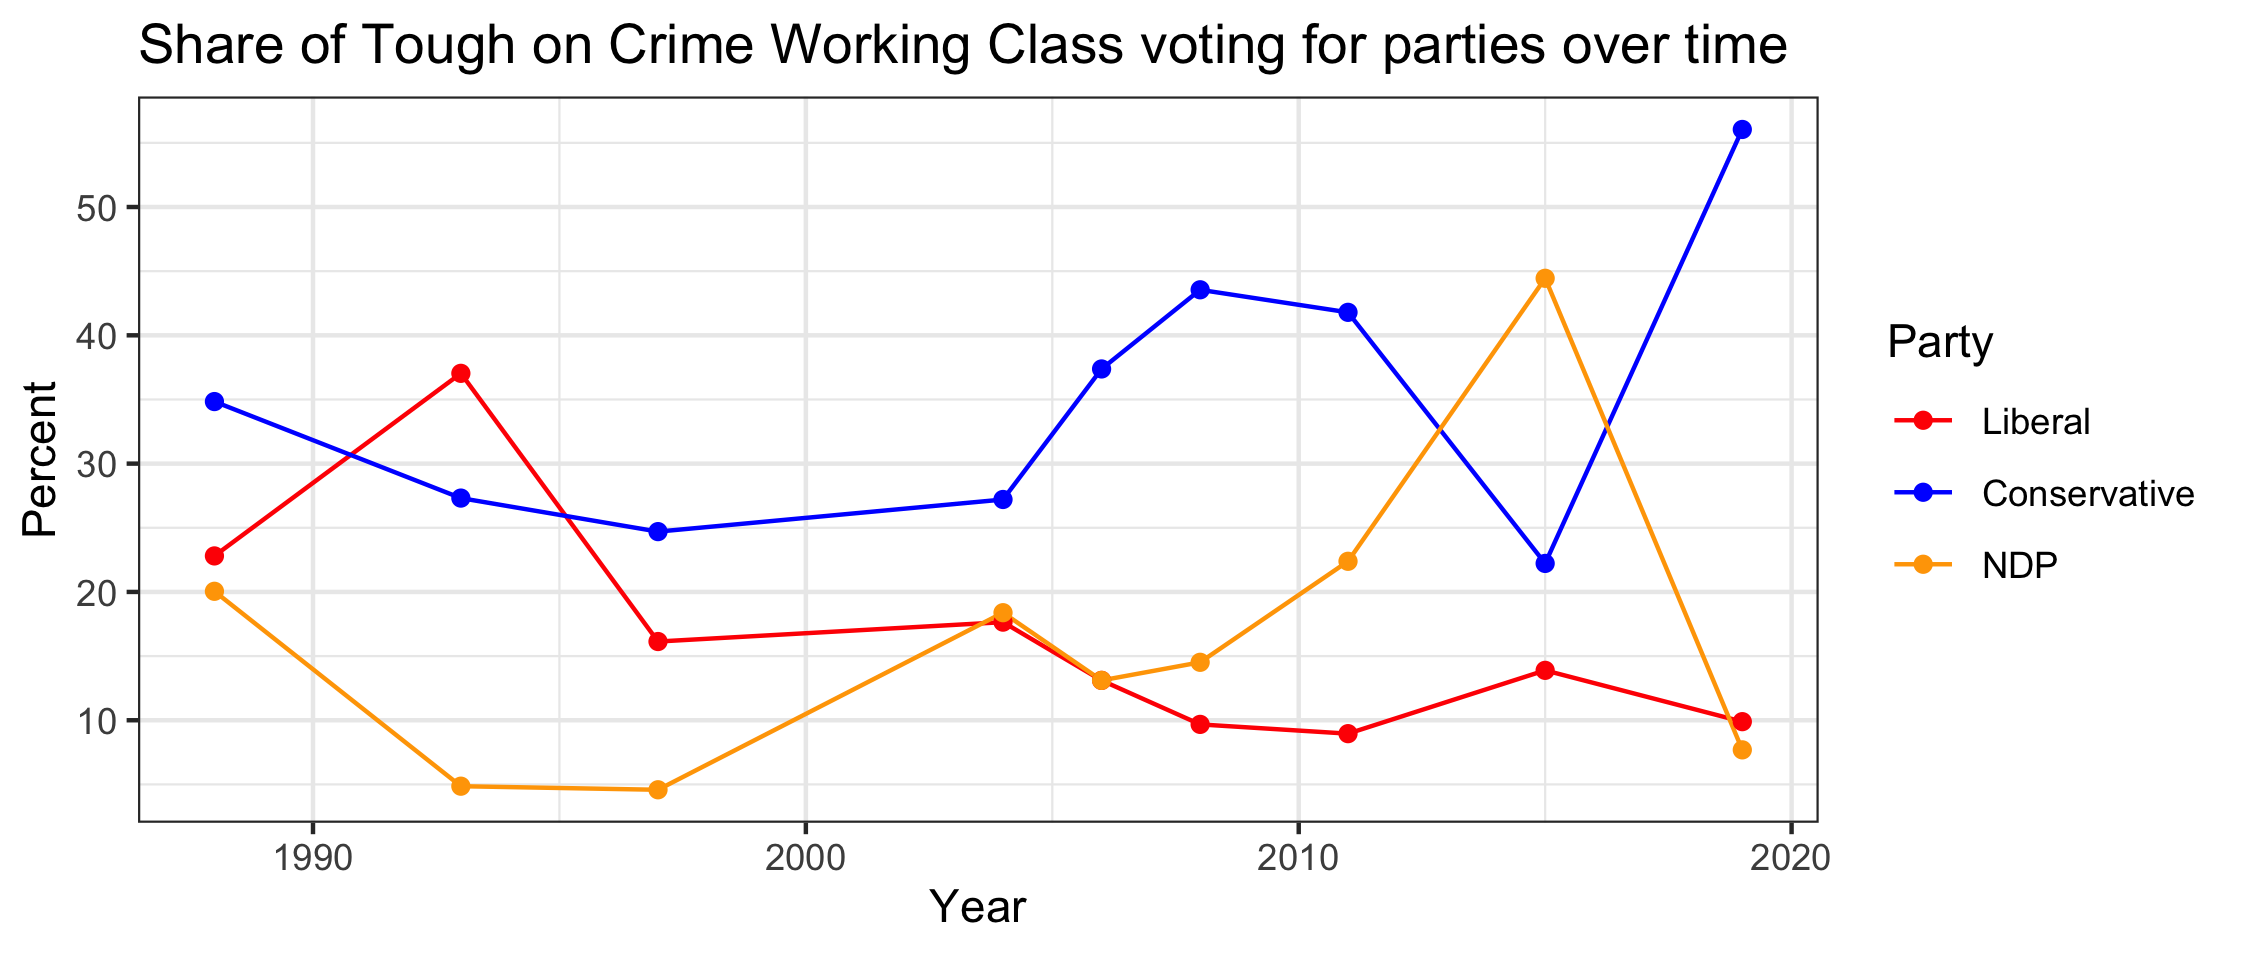 Share of Tough on Crime Working Class voting for parties over time
Percent
50
40
30
20
10
1990 2000 2010 2020
Year
Party
Liberal
Conservative
NDP